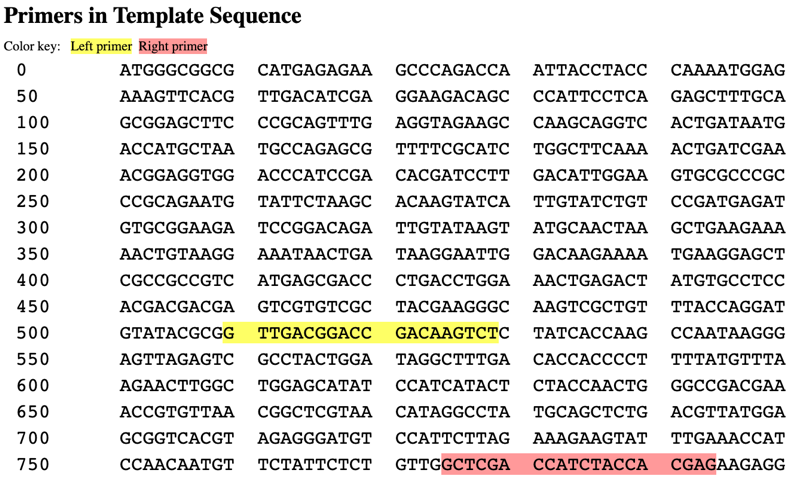 Primers in Template Sequence
Color key: Left primer Right primer
0 ATGGGCGGCG CATGAGAGAA GCCCAGACCA ATTACCTACC CAAAATGGAG
50 AAAGTTCACG TTGACATCGA GGAAGACAGC CCATTCCTCA GAGCTTTGCA
100 GCGGAGCTTC CCGCAGTTTG AGGTAGAAGC CAAGCAGGTC ACTGATAATG
150 ACCATGCTAA TGCCAGAGCG TTTTCGCATC TGGCTTCAAA ACTGATCGAA
200 ACGGAGGTGG ACCCATCCGA CACGATCCTT GACATTGGAA GTGCGCCCGC
250 CCGCAGAATG TATTCTAAGC ACAAGTATCA TTGTATCTGT CCGATGAGAT
300 GTGCGGAAGA TCCGGACAGA TTGTATAAGT ATGCAACTAA GCTGAAGAAA
350 AACTGTAAGG AAATAACTGA TAAGGAATTG GACAAGAAAA TGAAGGAGCT
400 CGCCGCCGTC ATGAGCGACC CTGACCTGGA AACTGAGACT ATGTGCCTCC
450 ACGACGACGA GTCGTGTCGC TACGAAGGGC AAGTCGCTGT TTACCAGGAT
500 GTATACGCGG TTGACGGACC GACAAGTCTC TATCACCAAG CCAATAAGGG
550 AGTTAGAGTC GCCTACTGGA TAGGCTTTGA CACCACCCCT TTTATGTTTA
600 AGAACTTGGC TGGAGCATAT CCATCATACT CTACCAACTG GGCCGACGAA
650 ACCGTGTTAA CGGCTCGTAA CATAGGCCTA TGCAGCTCTG ACGTTATGGA
700 GCGGTCACGT AGAGGGATGT CCATTCTTAG AAAGAAGTAT TTGAAACCAT
750 CCAACAATGT TCTATTCTCT GTTGGCTCGA CCATCTACCA CGAGAAGAGG